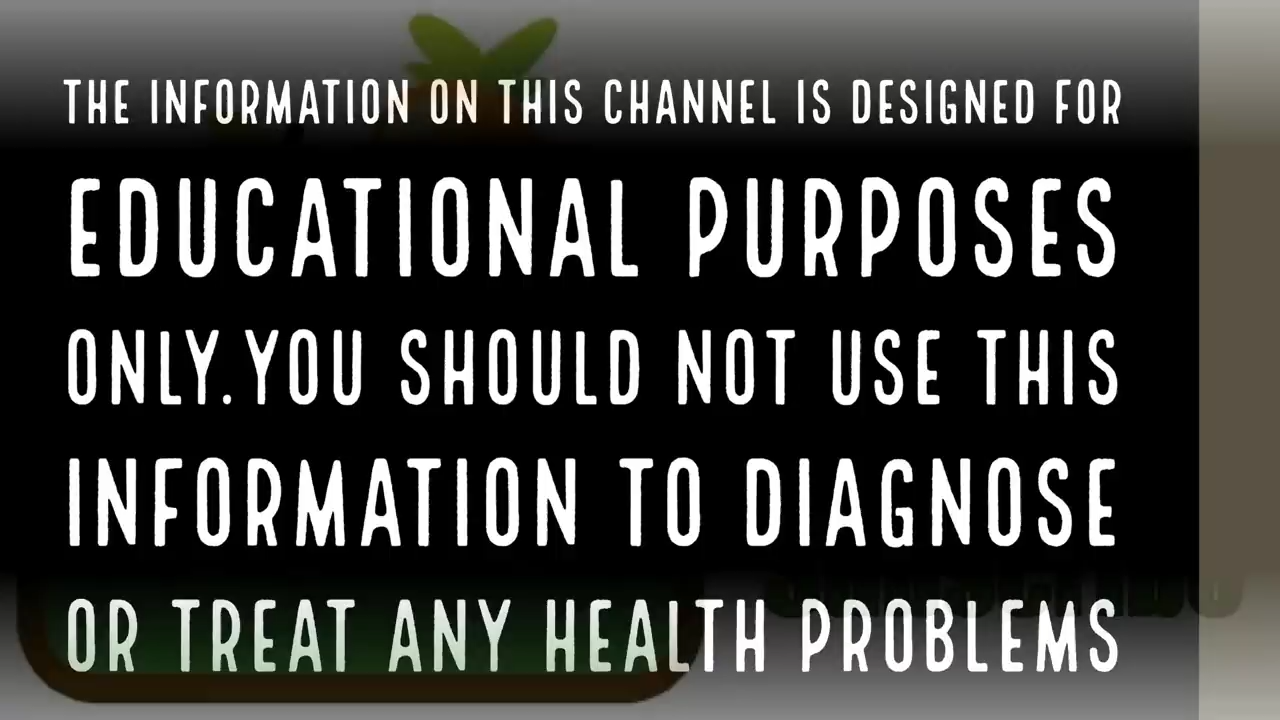 THE INFORMATION ON THIS CHANNEL IS DESIGNED FOR
EDUCATIONAL PURPOSES
ONLY.YOU SHOULD NOT USE THIS
INFORMATION TO DIAGNOSE
OR TREAT ANY HEALTH PROBLEMS